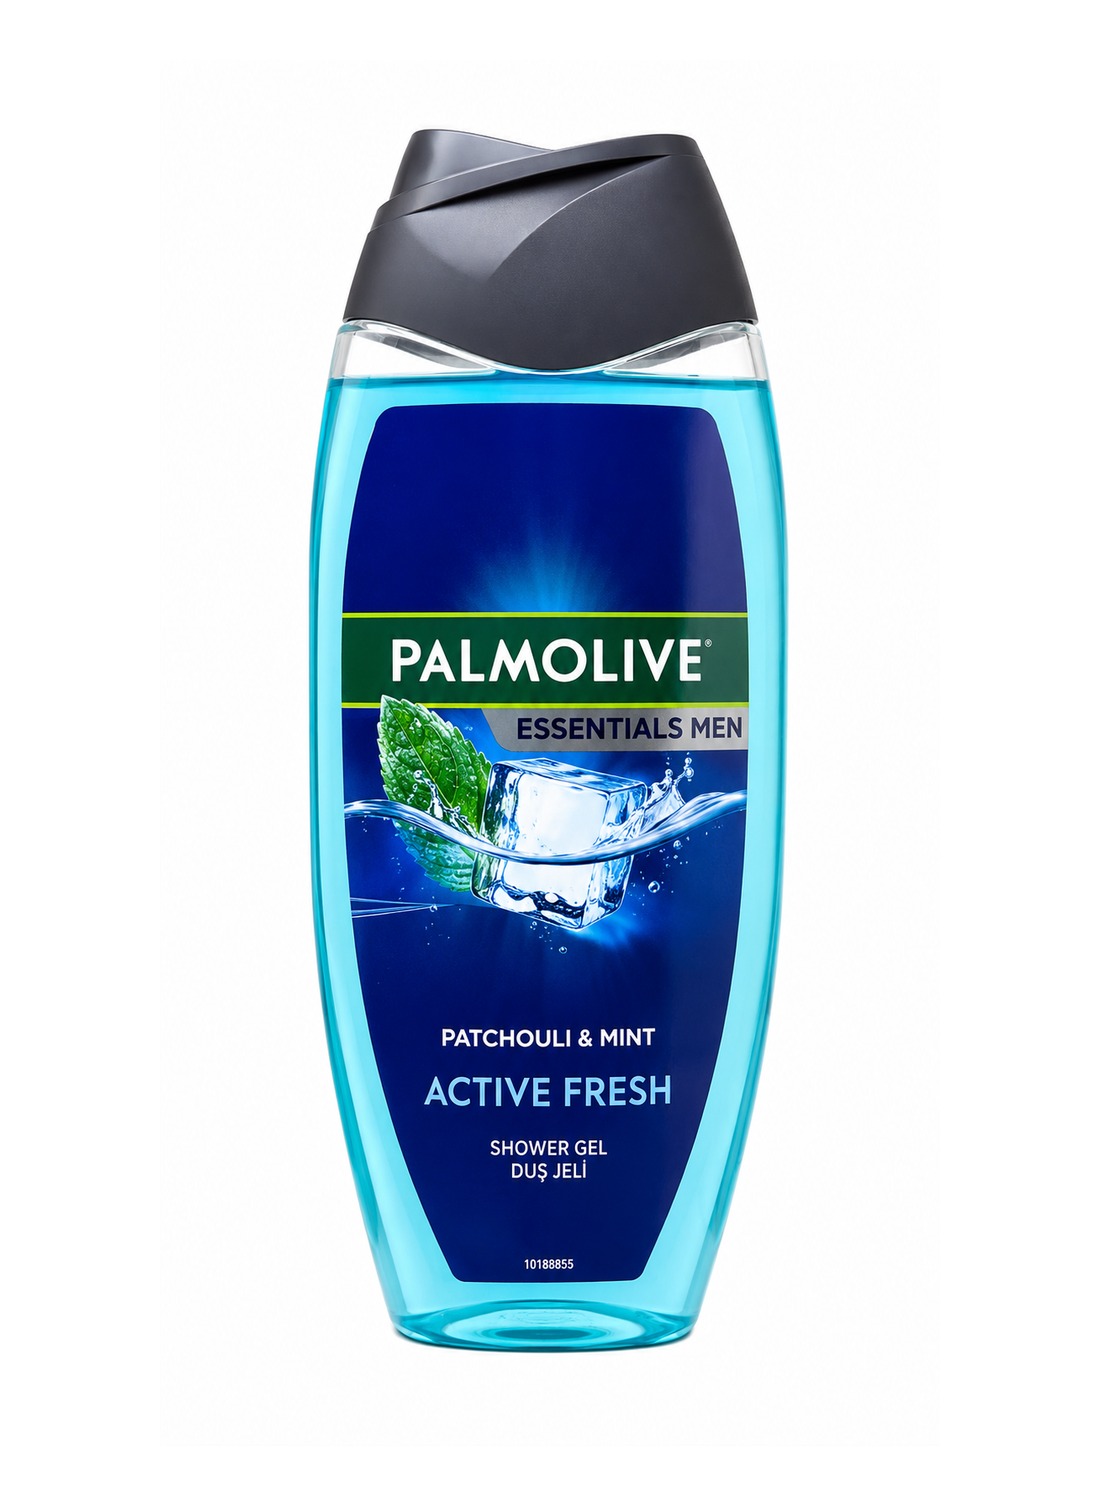 PALMOLIVE®
ESSENTIALS MEN
PATCHOULI & MINT
ACTIVE FRESH
SHOWER GEL
DUŞ JELİ
10188855